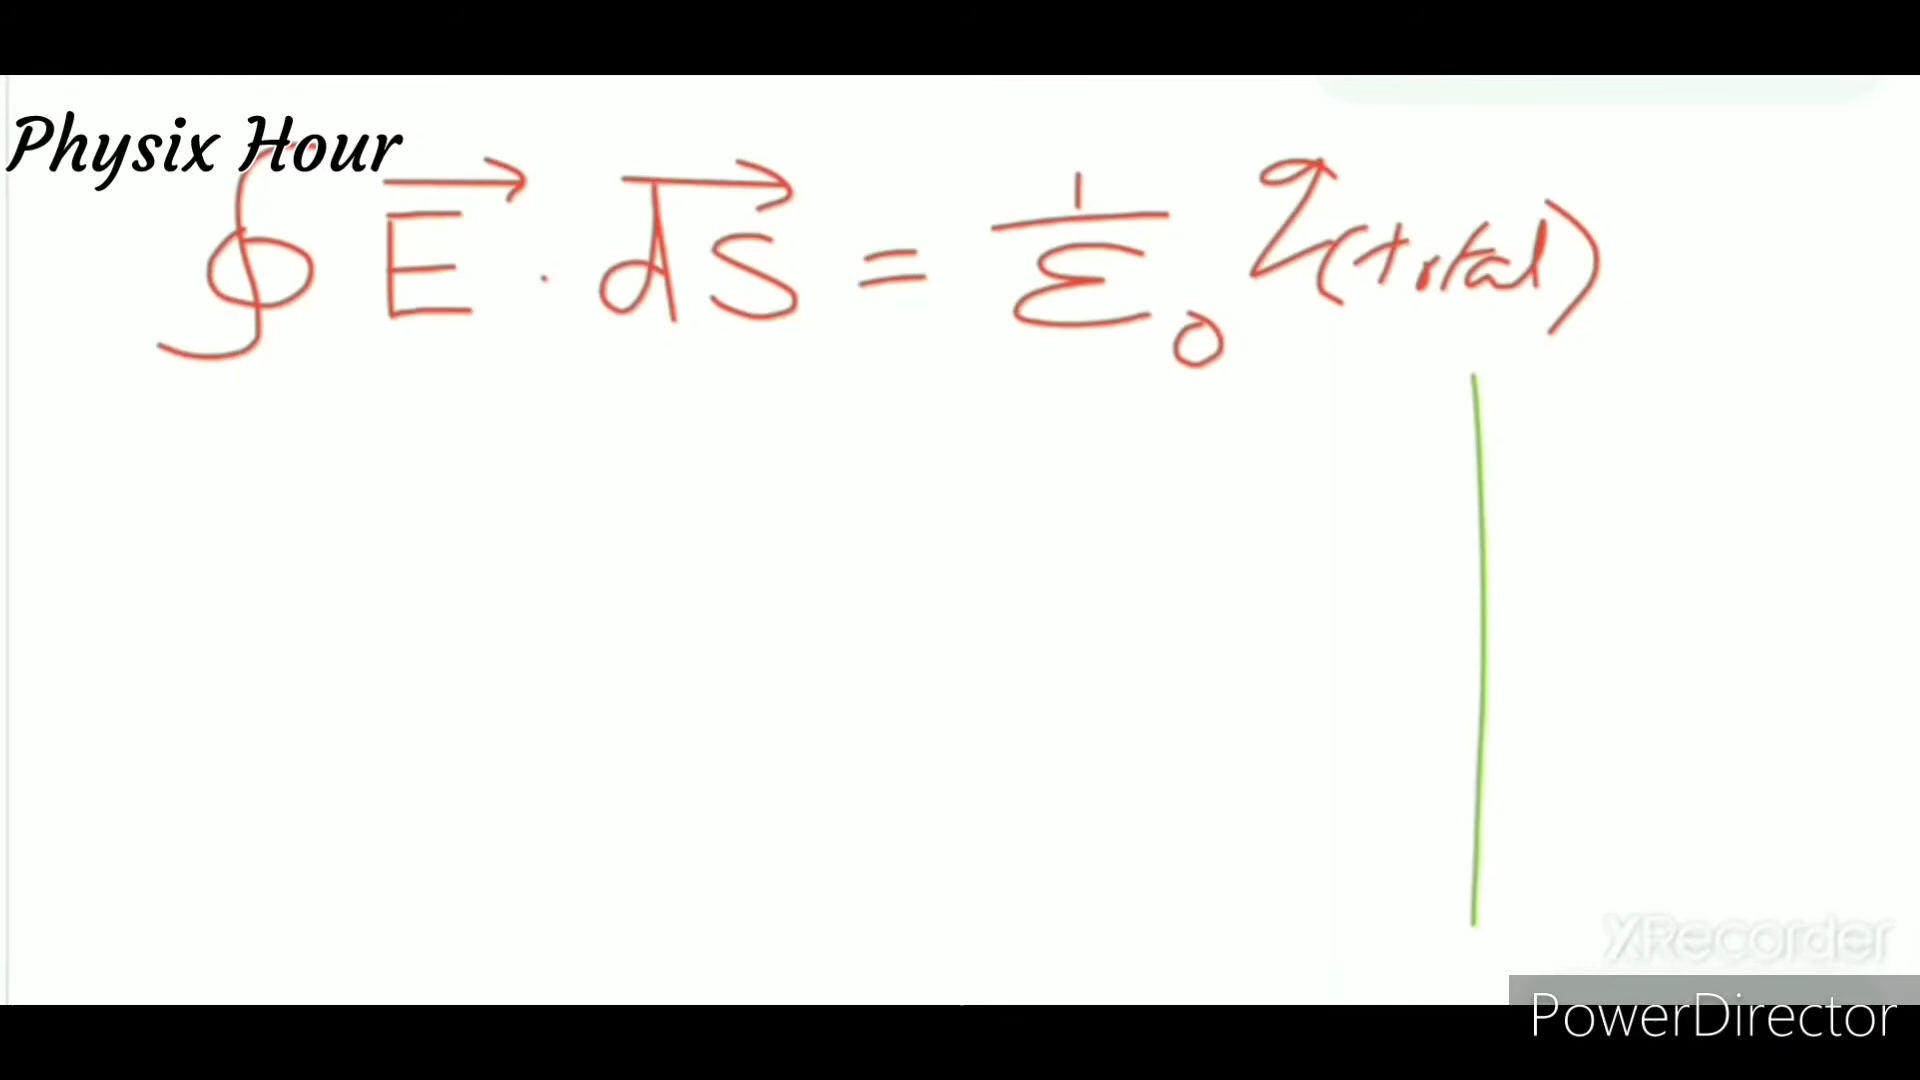 Physix Hour
∮ E⃗ · dS⃗ = 1/ε₀ q(total)
XRecorder
PowerDirector